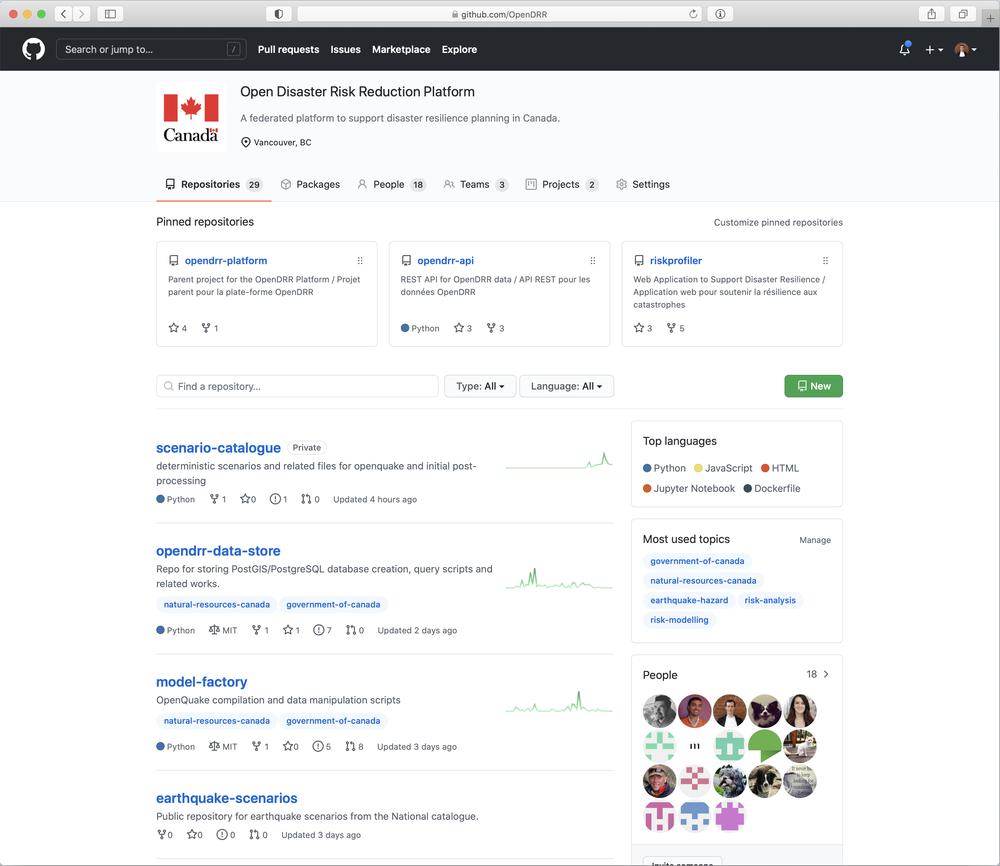 github.com/OpenDRR
Search or jump to... /
Pull requests Issues Marketplace Explore
Canada
Open Disaster Risk Reduction Platform
A federated platform to support disaster resilience planning in Canada.
Vancouver, BC
Repositories 29 Packages People 18 Teams 3 Projects 2 Settings
Pinned repositories
Customize pinned repositories
opendrr-platform
Parent project for the OpenDRR Platform / Projet
parent pour la plate-forme OpenDRR
4 1
opendrr-api
REST API for OpenDRR data / API REST pour les
données OpenDRR
Python 3 3
riskprofiler
Web Application to Support Disaster Resilience /
Application web pour soutenir la résilience aux
catastrophes
3 5
Find a repository...
Type: All
Language: All
New
scenario-catalogue Private
deterministic scenarios and related files for openquake and initial post-
processing
Python 1 0 1 0 Updated 4 hours ago
opendrr-data-store
Repo for storing PostGIS/PostgreSQL database creation, query scripts and
related works.
natural-resources-canada government-of-canada
Python MIT 1 1 7 0 Updated 2 days ago
model-factory
OpenQuake compilation and data manipulation scripts
natural-resources-canada government-of-canada
Python MIT 1 0 5 8 Updated 3 days ago
earthquake-scenarios
Public repository for earthquake scenarios from the National catalogue.
0 0 0 0 Updated 3 days ago
Top languages
Python JavaScript HTML
Jupyter Notebook Dockerfile
Most used topics Manage
government-of-canada
natural-resources-canada
earthquake-hazard risk-analysis
risk-modelling
People 18
m
"It never hu
to keep
looking for
sunshine."
-Eeyore
Invite someone